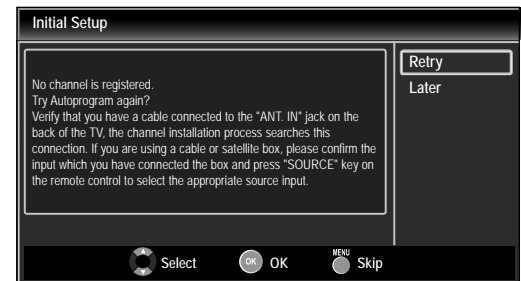 Initial Setup
No channel is registered.
Try Autoprogram again?
Verify that you have a cable connected to the "ANT. IN" jack on the
back of the TV, the channel installation process searches this
connection. If you are using a cable or satellite box, please confirm the
input which you have connected the box and press "SOURCE" key on
the remote control to select the appropriate source input.
Retry
Later
Select
OK OK
MENU
Skip